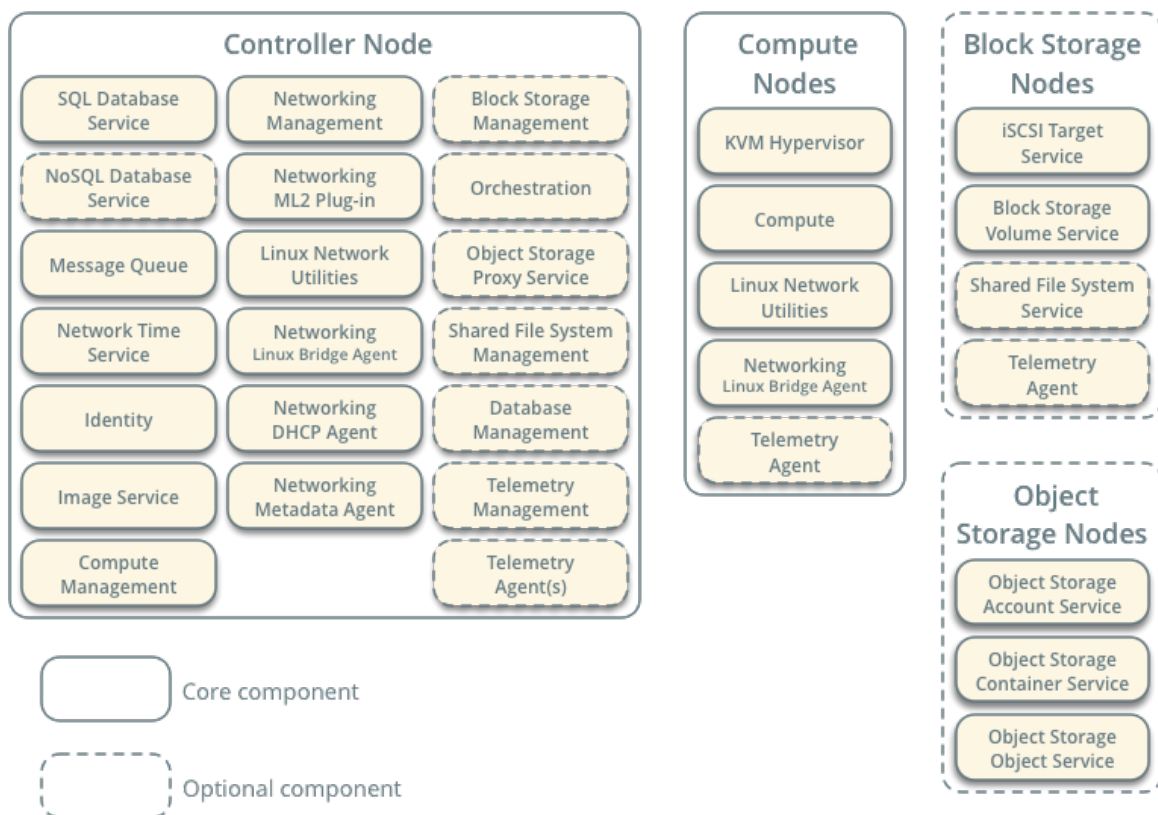 Controller Node
SQL Database
Service
NoSQL Database
Service
Message Queue
Network Time
Service
Identity
Image Service
Compute
Management
Networking
Management
Networking
ML2 Plug-in
Linux Network
Utilities
Networking
Linux Bridge Agent
Networking
DHCP Agent
Networking
Metadata Agent
Block Storage
Management
Orchestration
Object Storage
Proxy Service
Shared File System
Management
Database
Management
Telemetry
Management
Telemetry
Agent(s)
Compute
Nodes
KVM Hypervisor
Compute
Linux Network
Utilities
Networking
Linux Bridge Agent
Telemetry
Agent
Block Storage
Nodes
iSCSI Target
Service
Block Storage
Volume Service
Shared File System
Service
Telemetry
Agent
Object
Storage Nodes
Object Storage
Account Service
Object Storage
Container Service
Object Storage
Object Service
Core component
Optional component